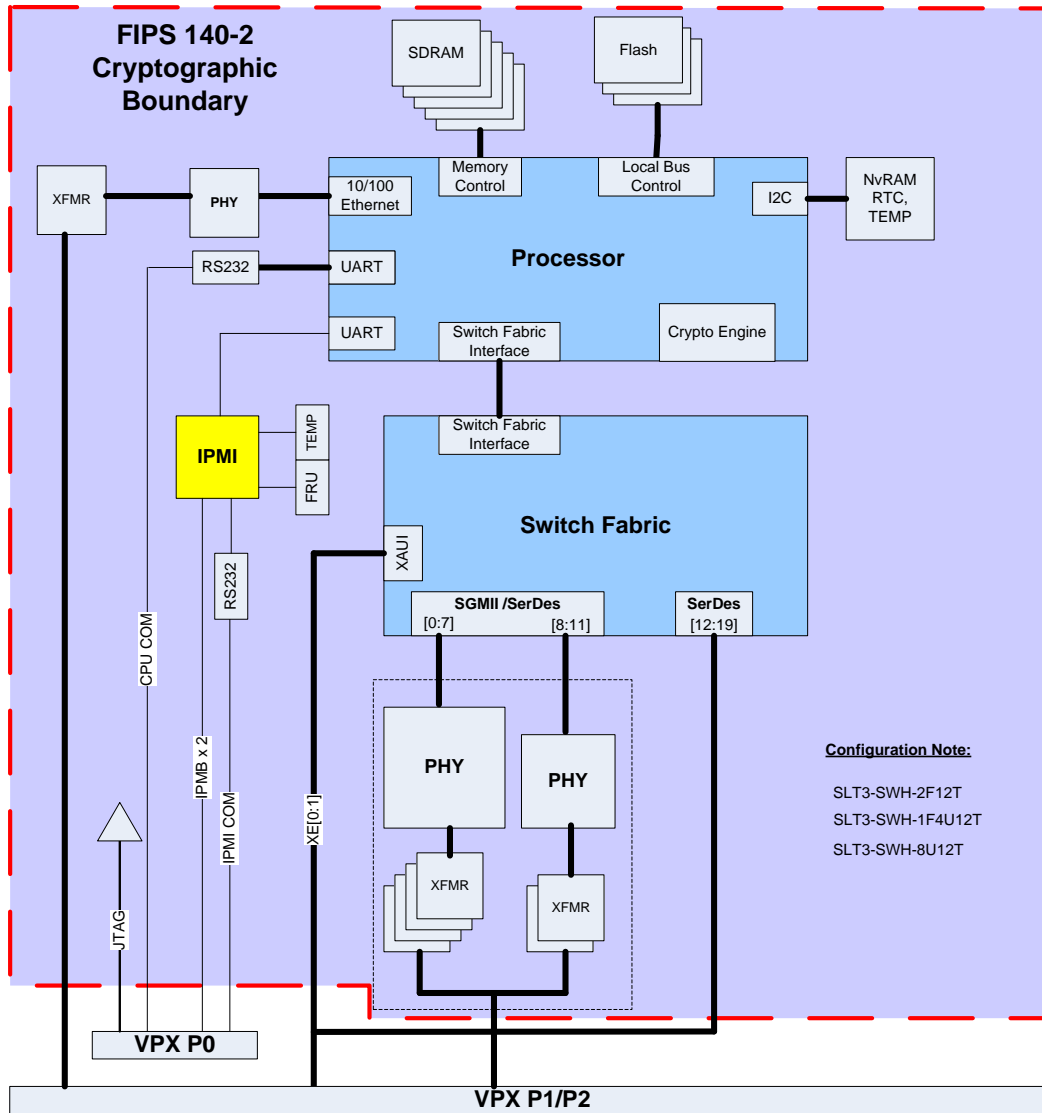 FIPS 140-2
Cryptographic
Boundary
SDRAM
Flash
XFMR
PHY
10/100
Ethernet
Memory
Control
Local Bus
Control
I2C
NvRAM
RTC,
TEMP
RS232
UART
Processor
UART
Switch Fabric
Interface
Crypto Engine
IPMI
TEMP
FRU
Switch Fabric
Interface
Switch Fabric
XAUI
RS232
SGMII /SerDes
[0:7]
[8:11]
SerDes
[12:19]
CPU COM
IPMB x 2
IPMI COM
XE[0:1]
JTAG
PHY
PHY
XFMR
XFMR
Configuration Note:
SLT3-SWH-2F12T
SLT3-SWH-1F4U12T
SLT3-SWH-8U12T
VPX P0
VPX P1/P2